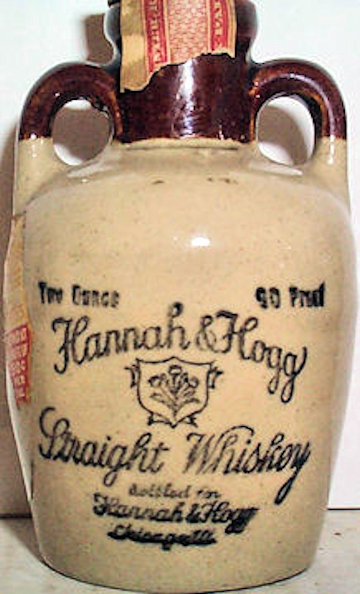 Two Ounce 90 Proof
Hannah & Hogg
Straight Whiskey
Bottled for
Hannah & Hogg
Chicago Ill